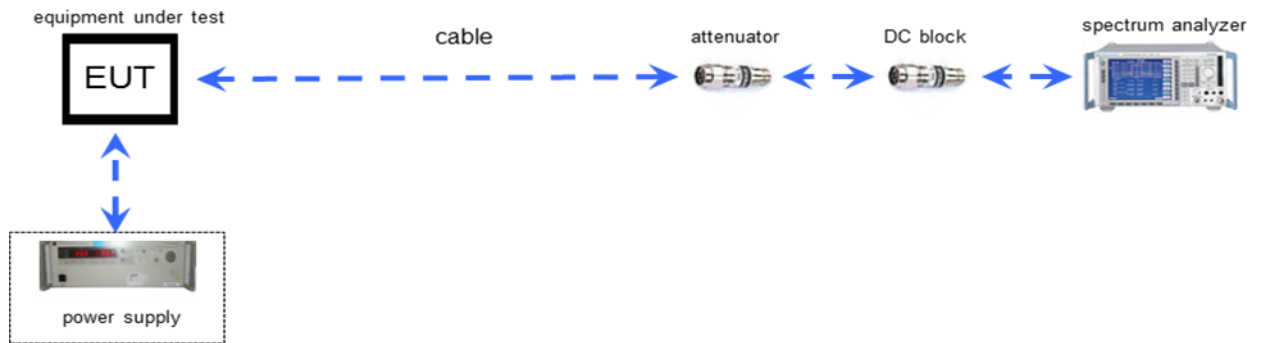 equipment under test
EUT
cable
attenuator
DC block
spectrum analyzer
power supply